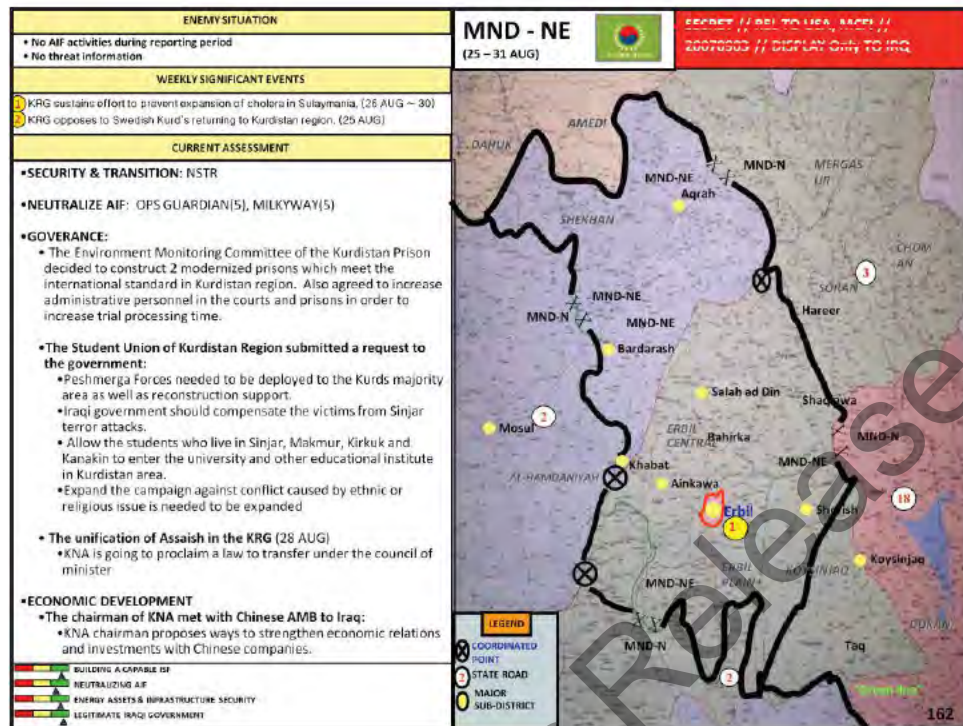 ENEMY SITUATION
• No AIF activities during reporting period
• No threat information
WEEKLY SIGNIFICANT EVENTS
1 KRG sustains effort to prevent expansion of cholera in Sulaymania, (26 AUG ~ 30)
2 KRG opposes to Swedish Kurd's returning to Kurdistan region. (25 AUG)
CURRENT ASSESSMENT
•SECURITY & TRANSITION: NSTR
•NEUTRALIZE AIF: OPS GUARDIAN(5), MILKYWAY(5)
•GOVERANCE:
• The Environment Monitoring Committee of the Kurdistan Prison
decided to construct 2 modernized prisons which meet the
international standard in Kurdistan region. Also agreed to increase
administrative personnel in the courts and prisons in order to
increase trial processing time.
•The Student Union of Kurdistan Region submitted a request to
the government:
•Peshmerga Forces needed to be deployed to the Kurds majority
area as well as reconstruction support.
•Iraqi government should compensate the victims from Sinjar
terror attacks.
•Allow the students who live in Sinjar, Makmur, Kirkuk and
Kanakin to enter the university and other educational institute
in Kurdistan area.
•Expand the campaign against conflict caused by ethnic or
religious issue is needed to be expanded
• The unification of Assaish in the KRG (28 AUG)
•KNA is going to proclaim a law to transfer under the council of
minister
•ECONOMIC DEVELOPMENT
•The chairman of KNA met with Chinese AMB to Iraq:
•KNA chairman proposes ways to strengthen economic relations
and investments with Chinese companies.
BUILDING A CAPABLE ISF
NEUTRALIZING AIF
ENERGY ASSETS & INFRASTRUCTURE SECURITY
LEGITIMATE IRAQI GOVERNMENT
MND - NE
(25 – 31 AUG)
SECRET // REL TO USA, MCFI //
20070903 // DISPLAY Only TO IRQ
AMEDI
DAHUK
MND-N
MERGAS
UR
MND-NE
Aqrah
SHEKHAN
CHOM
AN
3
SORAN
Hareer
MND-NE
MND-N
MND-NE
Bardarash
Salah ad Din
Shaqlawa
2
Mosul
ERBIL
CENTRAL
Bahirka
MND-N
Khabat
MND-NE
AL-HAMDANIYAH
Ainkawa
18
Erbil
Shorish
1
Koysinjaq
ERBIL
PLAIN
KOYSINJAQ
MND-NE
DUKAN
MND-N
Taq
2
"Green line"
LEGEND
COORDINATED
POINT
2 STATE ROAD
MAJOR
SUB-DISTRICT
Release
162